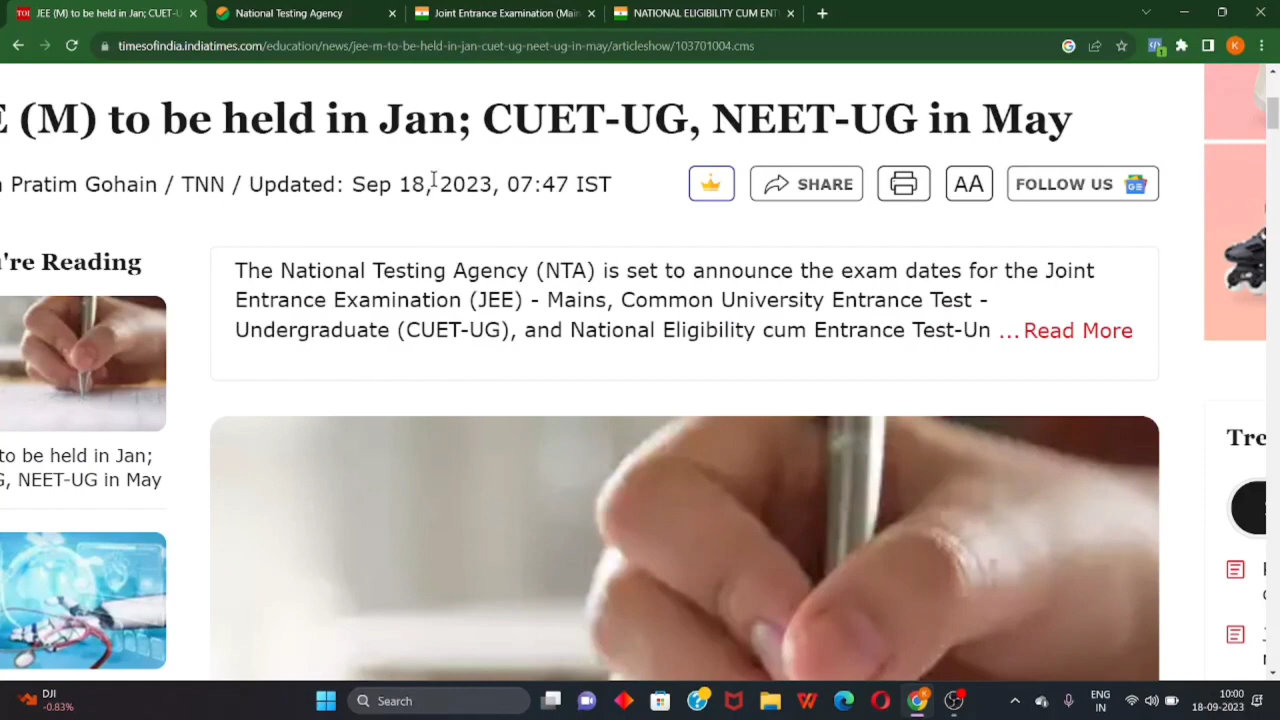 JEE (M) to be held in Jan; CUET-U
National Testing Agency
Joint Entrance Examination (Main
NATIONAL ELIGIBILITY CUM ENT
timesofindia.indiatimes.com/education/news/jee-m-to-be-held-in-jan-cuet-ug-neet-ug-in-may/articleshow/103701004.cms
E (M) to be held in Jan; CUET-UG, NEET-UG in May
Pratim Gohain / TNN / Updated: Sep 18, 2023, 07:47 IST
SHARE
AA
FOLLOW US
GE
u're Reading
The National Testing Agency (NTA) is set to announce the exam dates for the Joint
Entrance Examination (JEE) - Mains, Common University Entrance Test -
Undergraduate (CUET-UG), and National Eligibility cum Entrance Test-Un ...Read More
to be held in Jan;
G, NEET-UG in May
Tre
DJI
-0.83%
Search
ENG
IN
10:00
18-09-2023